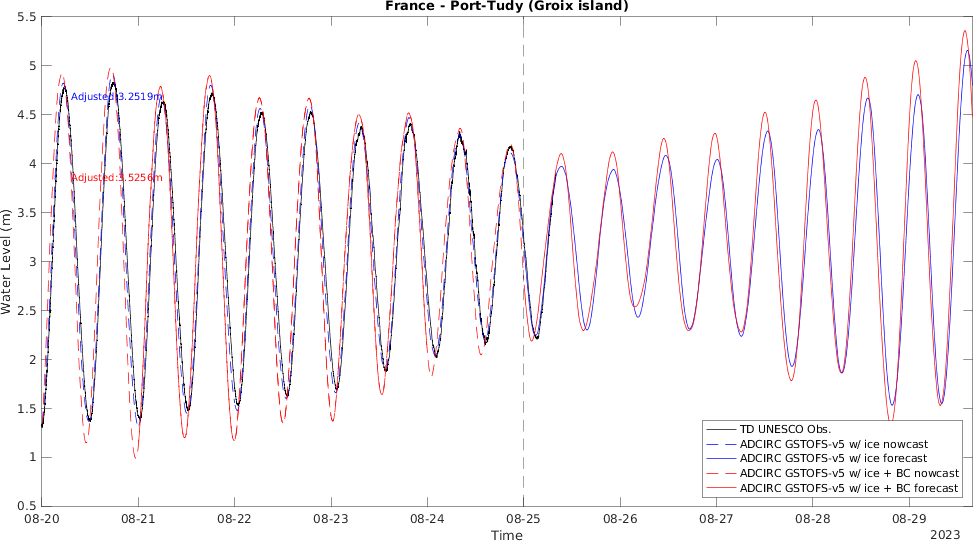 France - Port-Tudy (Groix island)
5.5
5
4.5
4
3.5
3
2.5
2
1.5
1
0.5
Water Level (m)
Adjusted:3.2519m
Adjusted:3.5256m
TD UNESCO Obs.
ADCIRC GSTOFS-v5 w/ ice nowcast
ADCIRC GSTOFS-v5 w/ ice forecast
ADCIRC GSTOFS-v5 w/ ice + BC nowcast
ADCIRC GSTOFS-v5 w/ ice + BC forecast
08-20 08-21 08-22 08-23 08-24 08-25 08-26 08-27 08-28 08-29
Time
2023